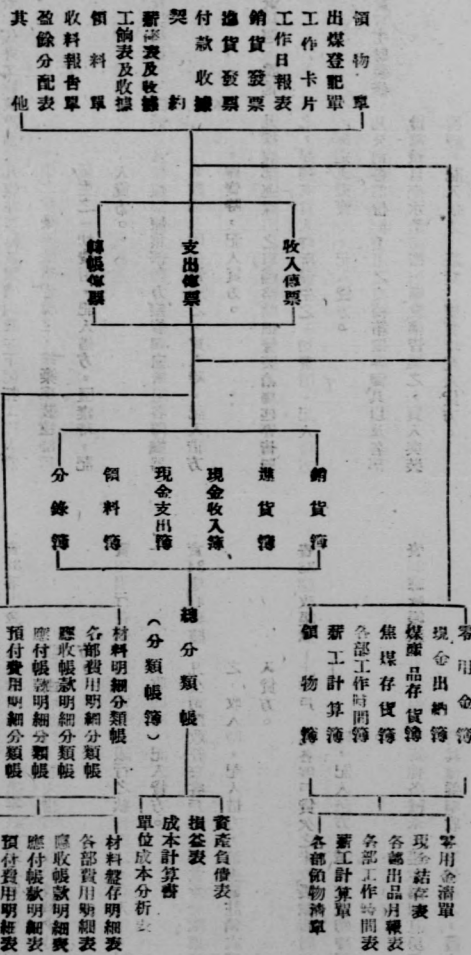 領物單
出煤登記單
工作卡片
工作日報表
銷貨發票
進貨發票
付款收據
契約
薪俸表及收據
工餉表及收據
領料單
收料報告單
盈餘分配表
其他
收入傳票
支出傳票
轉帳傳票
銷貨簿
進貨簿
現金收入簿
現金支出簿
領料簿
分錄簿
零用金簿
現金出納簿
煤產品存貨簿
焦煤存貨簿
各部工作時間簿
薪工計算簿
領物簿
總分類帳
(分類帳簿)
材料明細分類帳
各部費用明細分類帳
應收帳款明細分類帳
應付帳款明細分類帳
預付費用明細分類帳
零用金清單
現金結存表
各部出品月報表
各部工作時間表
薪工計算單
各部領物清單
資產負債表
損益表
成本計算書
單位成本分析表
材料盤存明細表
各部費用明細表
應收帳款明細表
應付帳款明細表
預付費用明細表